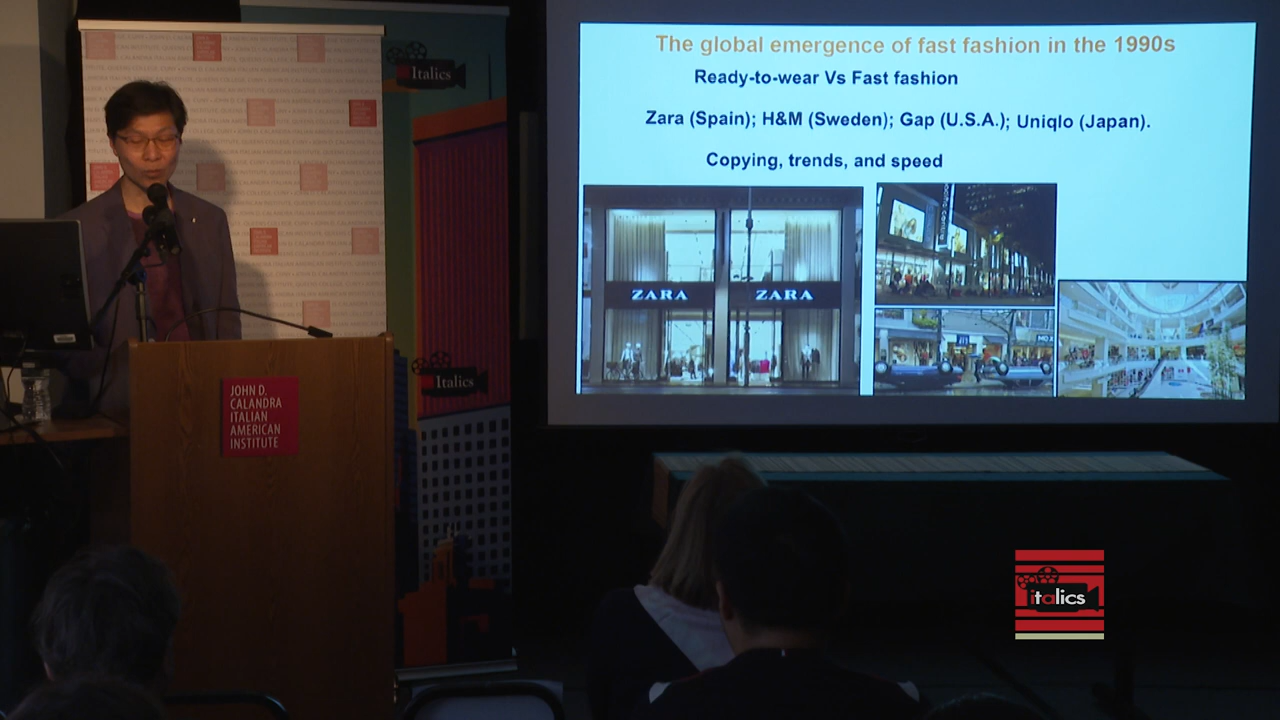 The global emergence of fast fashion in the 1990s
Ready-to-wear Vs Fast fashion
Zara (Spain); H&M (Sweden); Gap (U.S.A.); Uniqlo (Japan).
Copying, trends, and speed
ZARA
ZARA
Italics
Italics
JOHN D.
CALANDRA
ITALIAN
AMERICAN
INSTITUTE
italics